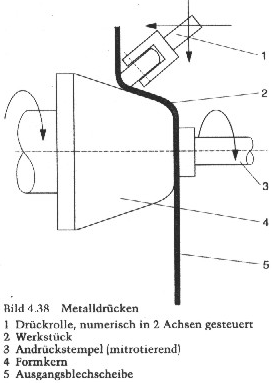 1
2
3
4
5
Bild 4.38 Metalldrücken
1 Drückrolle, numerisch in 2 Achsen gesteuert
2 Werkstück
3 Andrückstempel (mitrotierend)
4 Formkern
5 Ausgangsblechscheibe